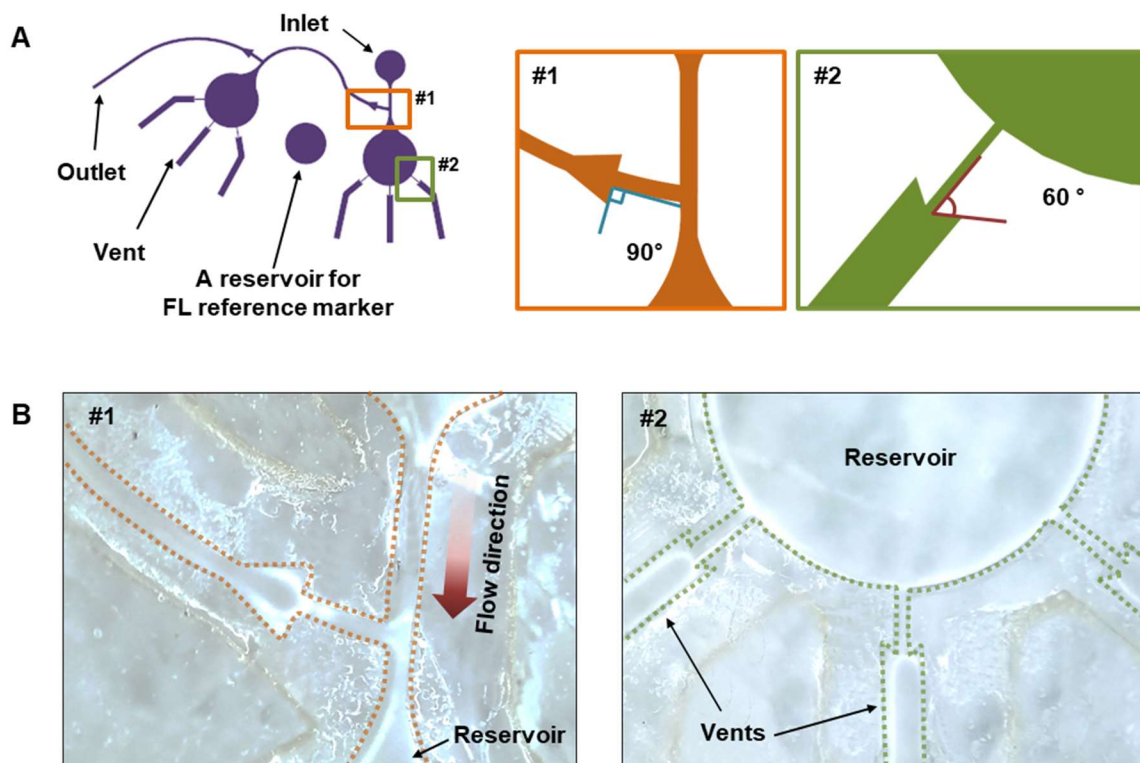 A
Inlet
#1
#2
Outlet
Vent
A reservoir for
FL reference marker
#1
90°
#2
60 °
B
#1
Flow direction
Reservoir
#2
Reservoir
Vents